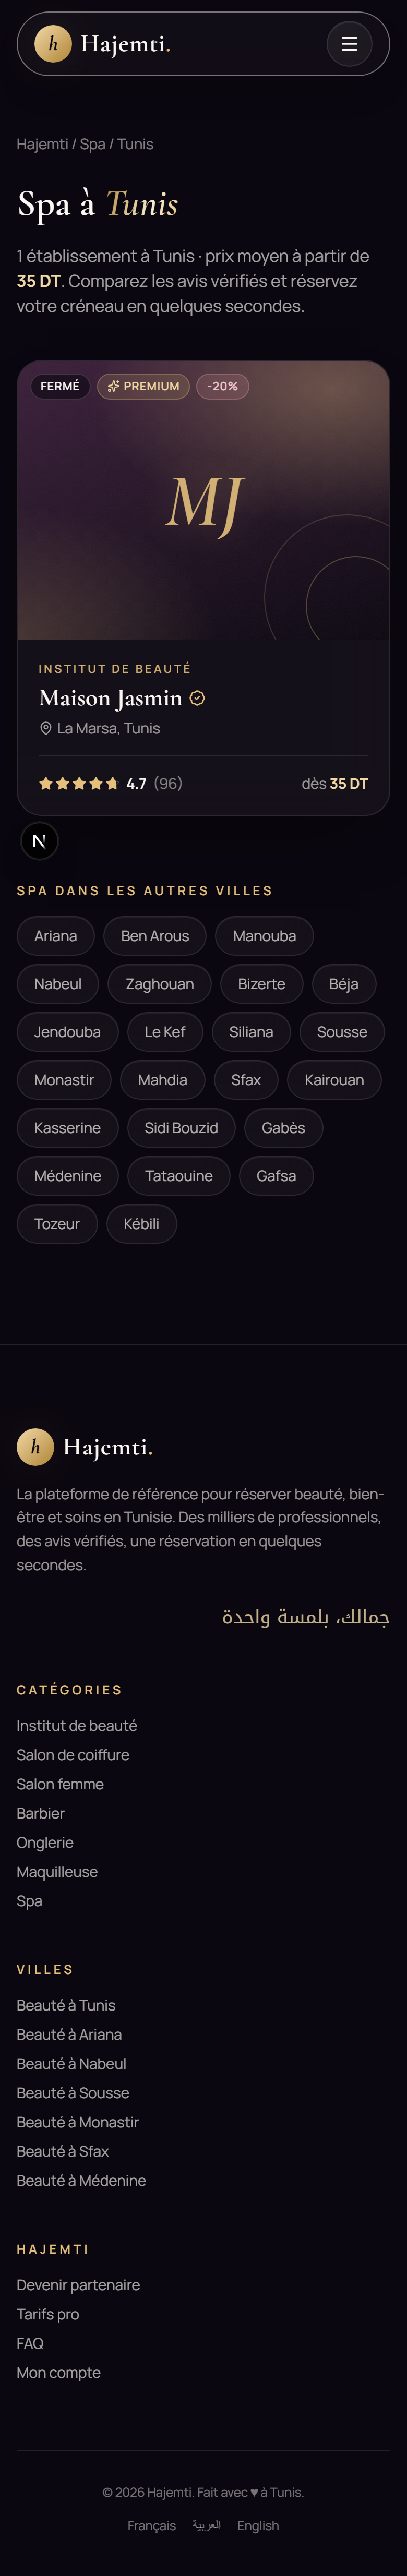 h Hajemti.
Hajemti / Spa / Tunis
Spa à Tunis
1 établissement à Tunis · prix moyen à partir de
35 DT. Comparez les avis vérifiés et réservez
votre créneau en quelques secondes.
FERMÉ PREMIUM -20%
MJ
INSTITUT DE BEAUTÉ
Maison Jasmin
La Marsa, Tunis
4.7 (96) dès 35 DT
N
SPA DANS LES AUTRES VILLES
Ariana Ben Arous Manouba
Nabeul Zaghouan Bizerte Béja
Jendouba Le Kef Siliana Sousse
Monastir Mahdia Sfax Kairouan
Kasserine Sidi Bouzid Gabès
Médenine Tataouine Gafsa
Tozeur Kébili
h Hajemti.
La plateforme de référence pour réserver beauté, bien-
être et soins en Tunisie. Des milliers de professionnels,
des avis vérifiés, une réservation en quelques
secondes.
جمالك، بلمسة واحدة
CATÉGORIES
Institut de beauté
Salon de coiffure
Salon femme
Barbier
Onglerie
Maquilleuse
Spa
VILLES
Beauté à Tunis
Beauté à Ariana
Beauté à Nabeul
Beauté à Sousse
Beauté à Monastir
Beauté à Sfax
Beauté à Médenine
HAJEMTI
Devenir partenaire
Tarifs pro
FAQ
Mon compte
© 2026 Hajemti. Fait avec ♥ à Tunis.
Français العربية English